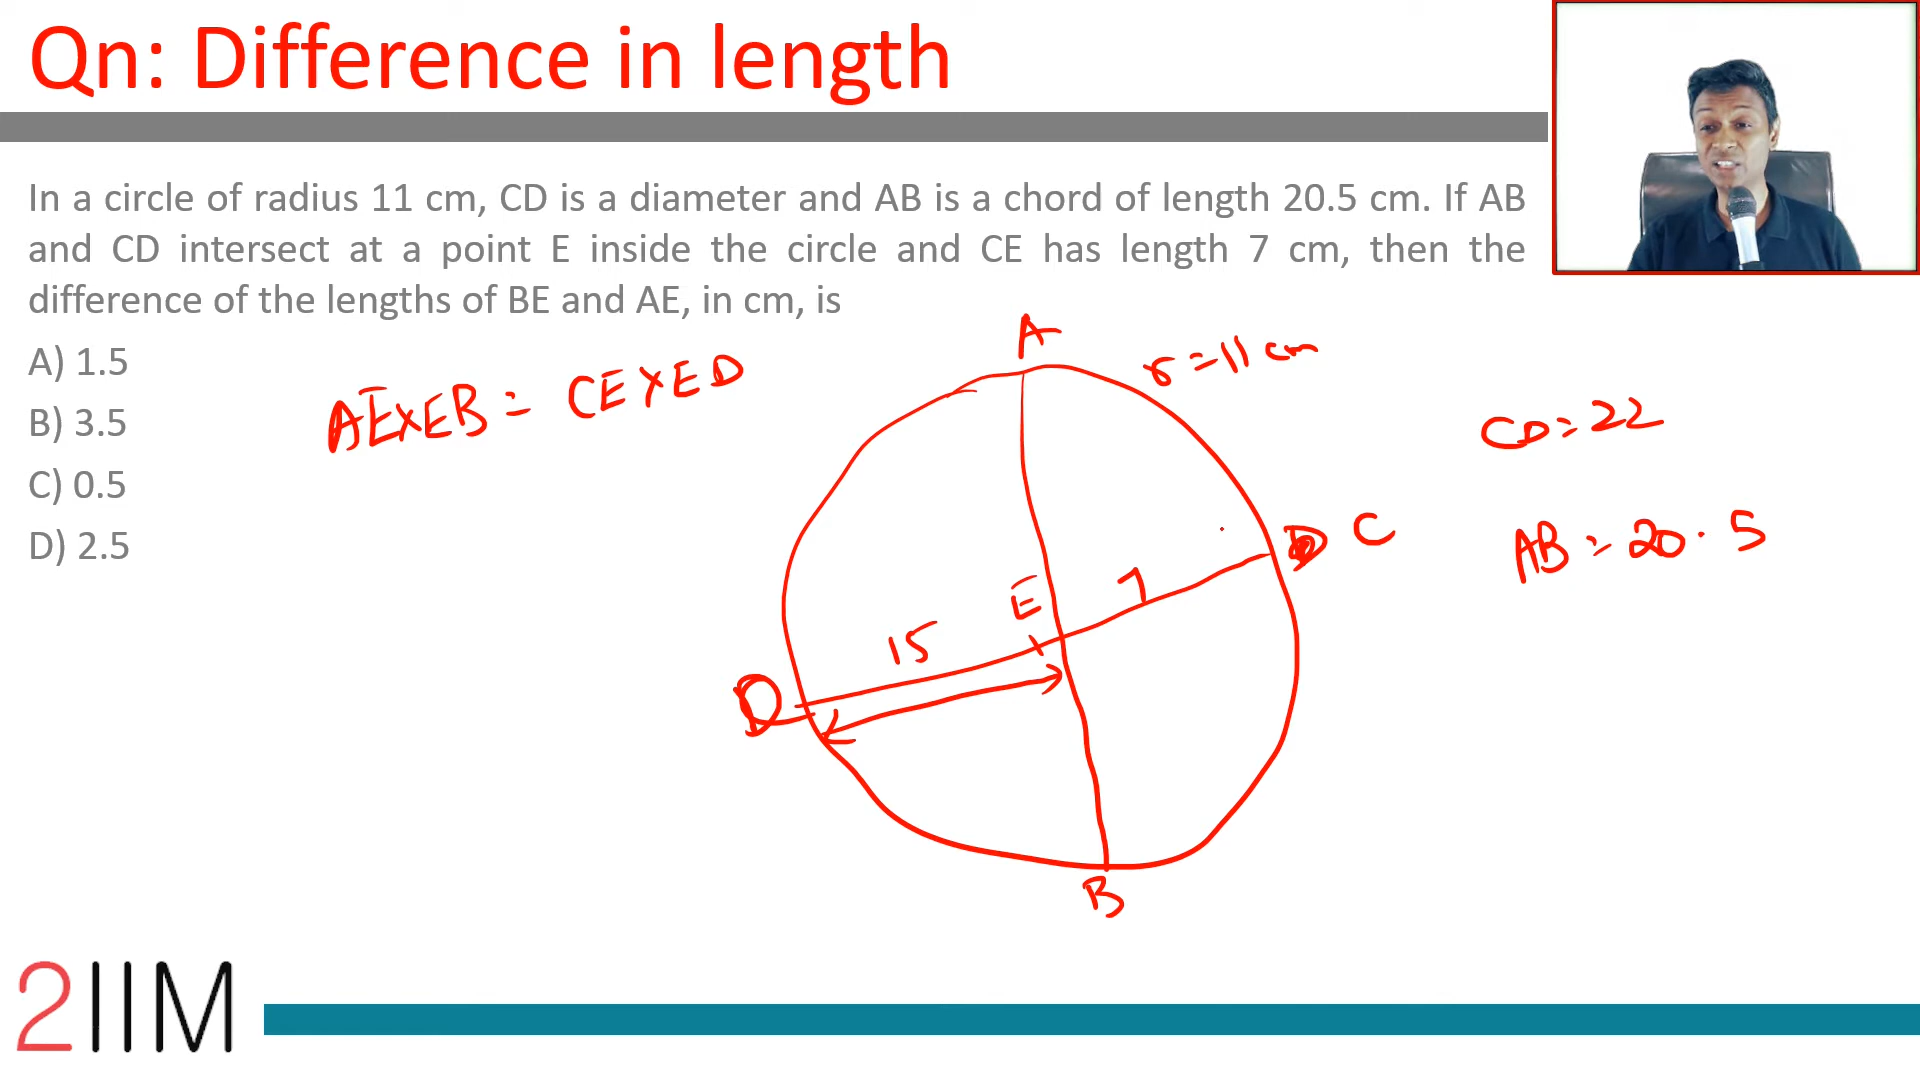 Qn: Difference in length
In a circle of radius 11 cm, CD is a diameter and AB is a chord of length 20.5 cm. If AB
and CD intersect at a point E inside the circle and CE has length 7 cm, then the
difference of the lengths of BE and AE, in cm, is
A) 1.5
B) 3.5
C) 0.5
D) 2.5
AE×EB = CE×ED
A
r = 11 cm
CD = 22
AB = 20.5
C
E
7
15
D
B
2IIM